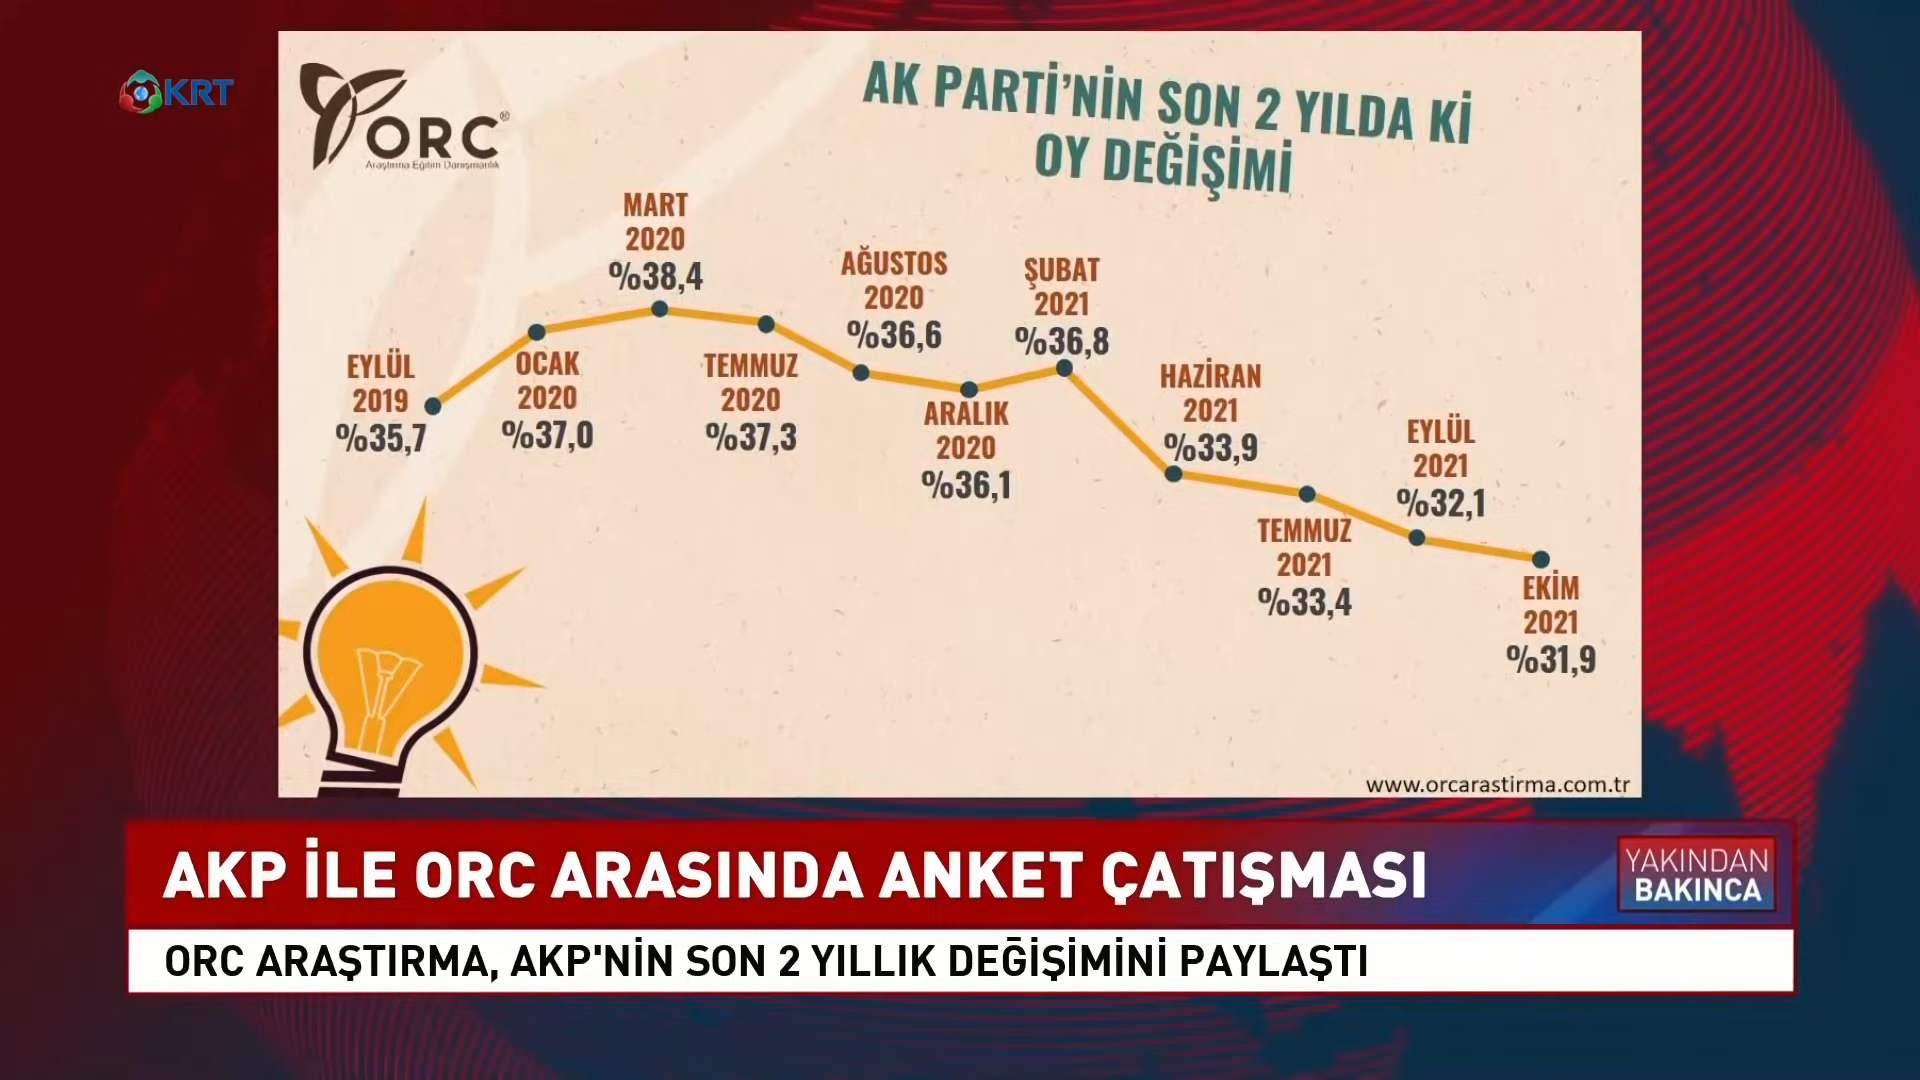 KRT
ORC®
Araştırma Eğitim Danışmanlık
AK PARTİ'NİN SON 2 YILDA Kİ
OY DEĞİŞİMİ
EYLÜL
2019
%35,7
OCAK
2020
%37,0
MART
2020
%38,4
TEMMUZ
2020
%37,3
AĞUSTOS
2020
%36,6
ARALIK
2020
%36,1
ŞUBAT
2021
%36,8
HAZİRAN
2021
%33,9
TEMMUZ
2021
%33,4
EYLÜL
2021
%32,1
EKİM
2021
%31,9
www.orcarastirma.com.tr
AKP İLE ORC ARASINDA ANKET ÇATIŞMASI
YAKINDAN
BAKINCA
ORC ARAŞTIRMA, AKP'NİN SON 2 YILLIK DEĞİŞİMİNİ PAYLAŞTI